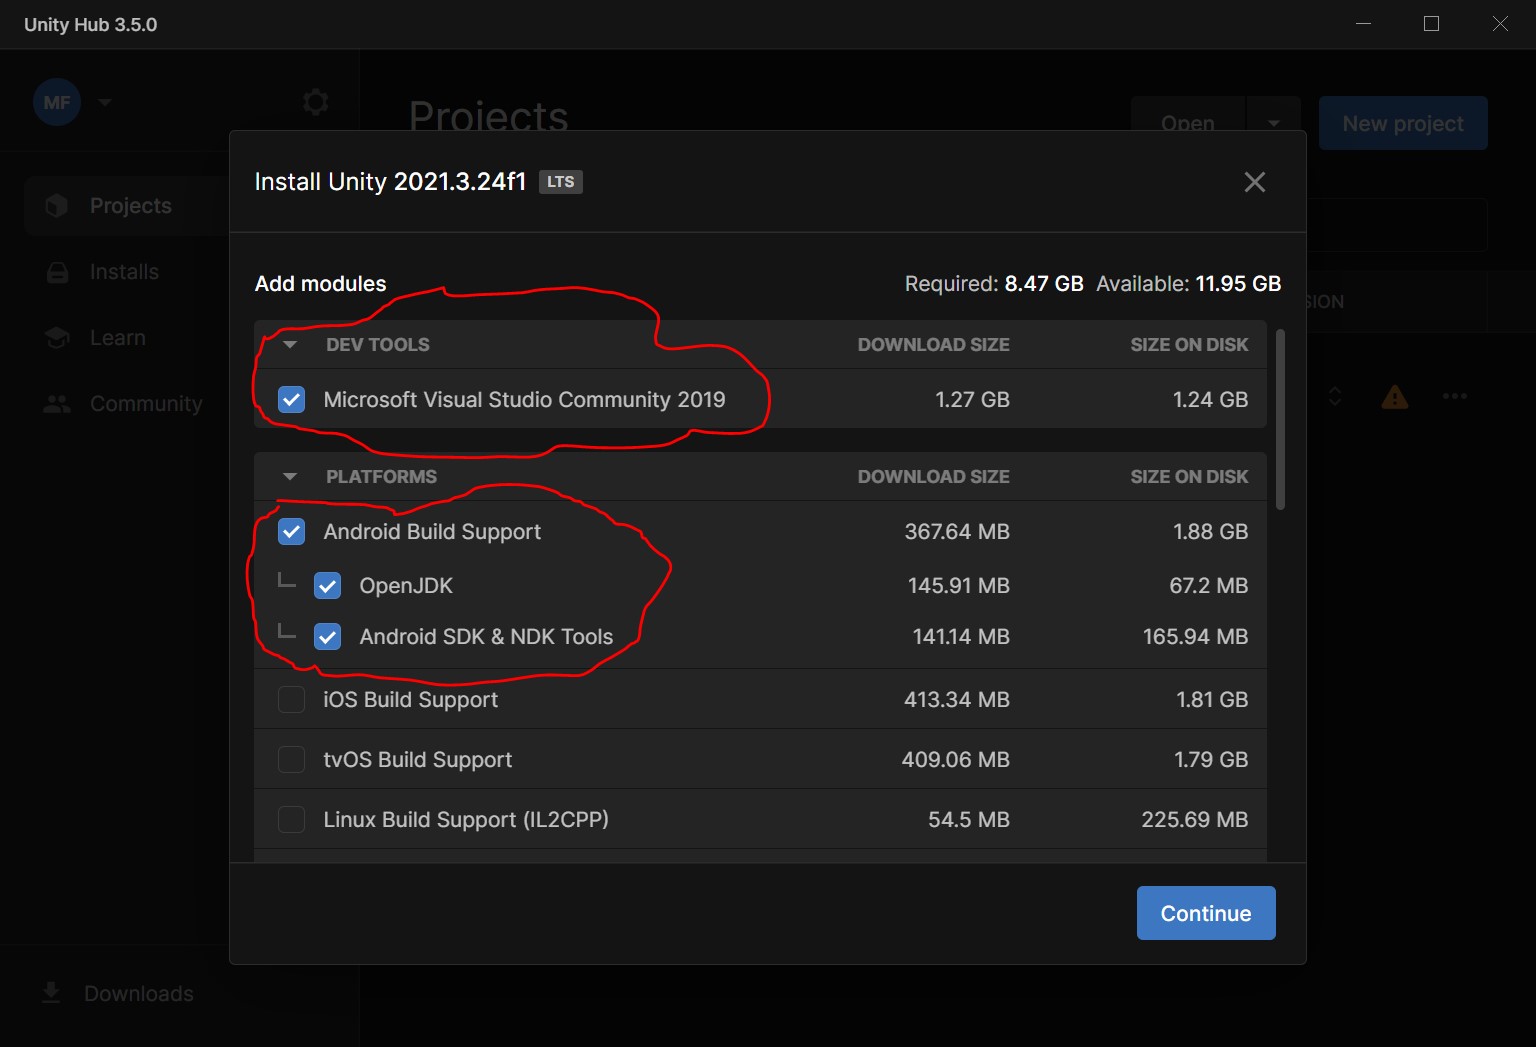 Unity Hub 3.5.0
MF
Projects
Open
New project
Projects
Installs
Learn
Community
Downloads
Install Unity 2021.3.24f1 LTS
Add modules Required: 8.47 GB Available: 11.95 GB
DEV TOOLS DOWNLOAD SIZE SIZE ON DISK
Microsoft Visual Studio Community 2019 1.27 GB 1.24 GB
PLATFORMS DOWNLOAD SIZE SIZE ON DISK
Android Build Support 367.64 MB 1.88 GB
OpenJDK 145.91 MB 67.2 MB
Android SDK & NDK Tools 141.14 MB 165.94 MB
iOS Build Support 413.34 MB 1.81 GB
tvOS Build Support 409.06 MB 1.79 GB
Linux Build Support (IL2CPP) 54.5 MB 225.69 MB
Continue